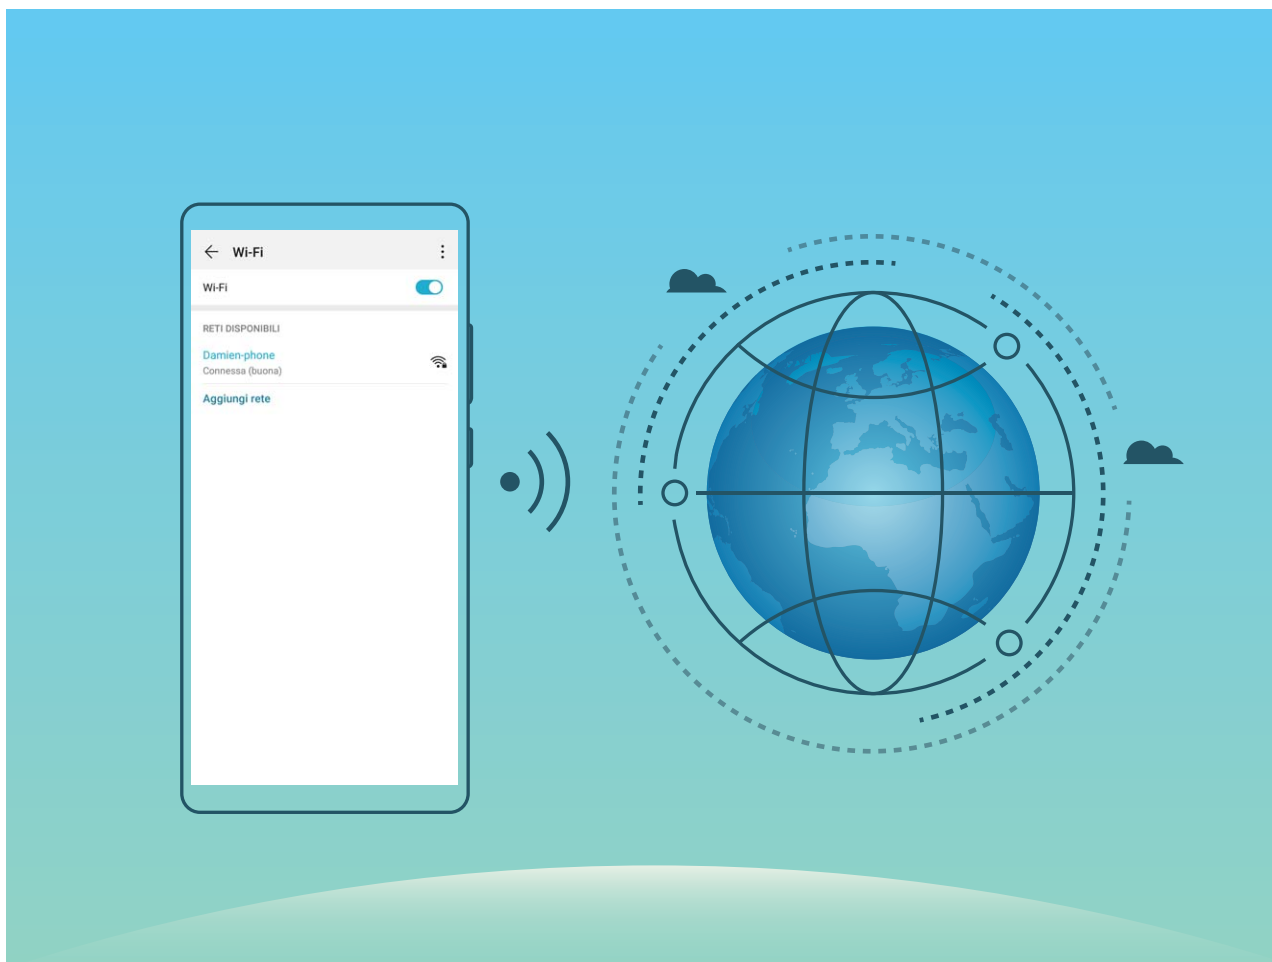 Wi-Fi
Wi-Fi
RETI DISPONIBILI
Damien-phone
Connessa (buona)
Aggiungi rete